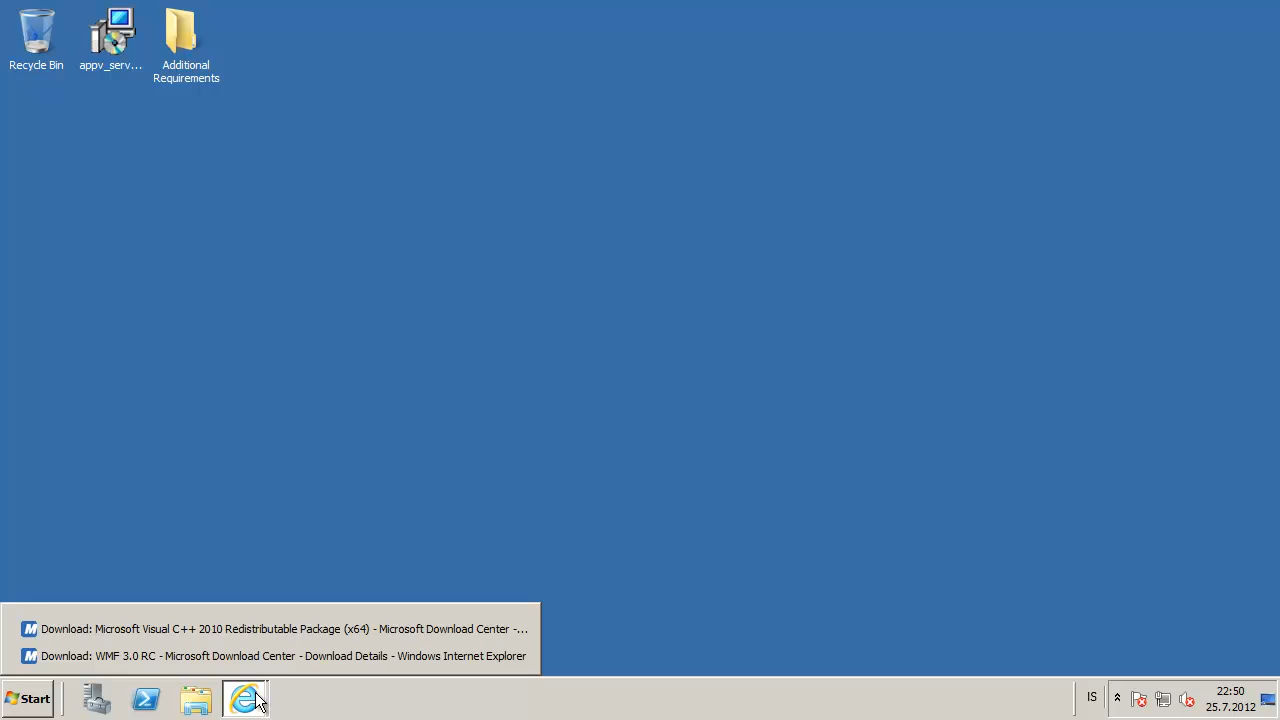 Recycle Bin
appv_serv...
Additional
Requirements
Download: Microsoft Visual C++ 2010 Redistributable Package (x64) - Microsoft Download Center -...
Download: WMF 3.0 RC - Microsoft Download Center - Download Details - Windows Internet Explorer
Start
IS
22:50
25.7.2012